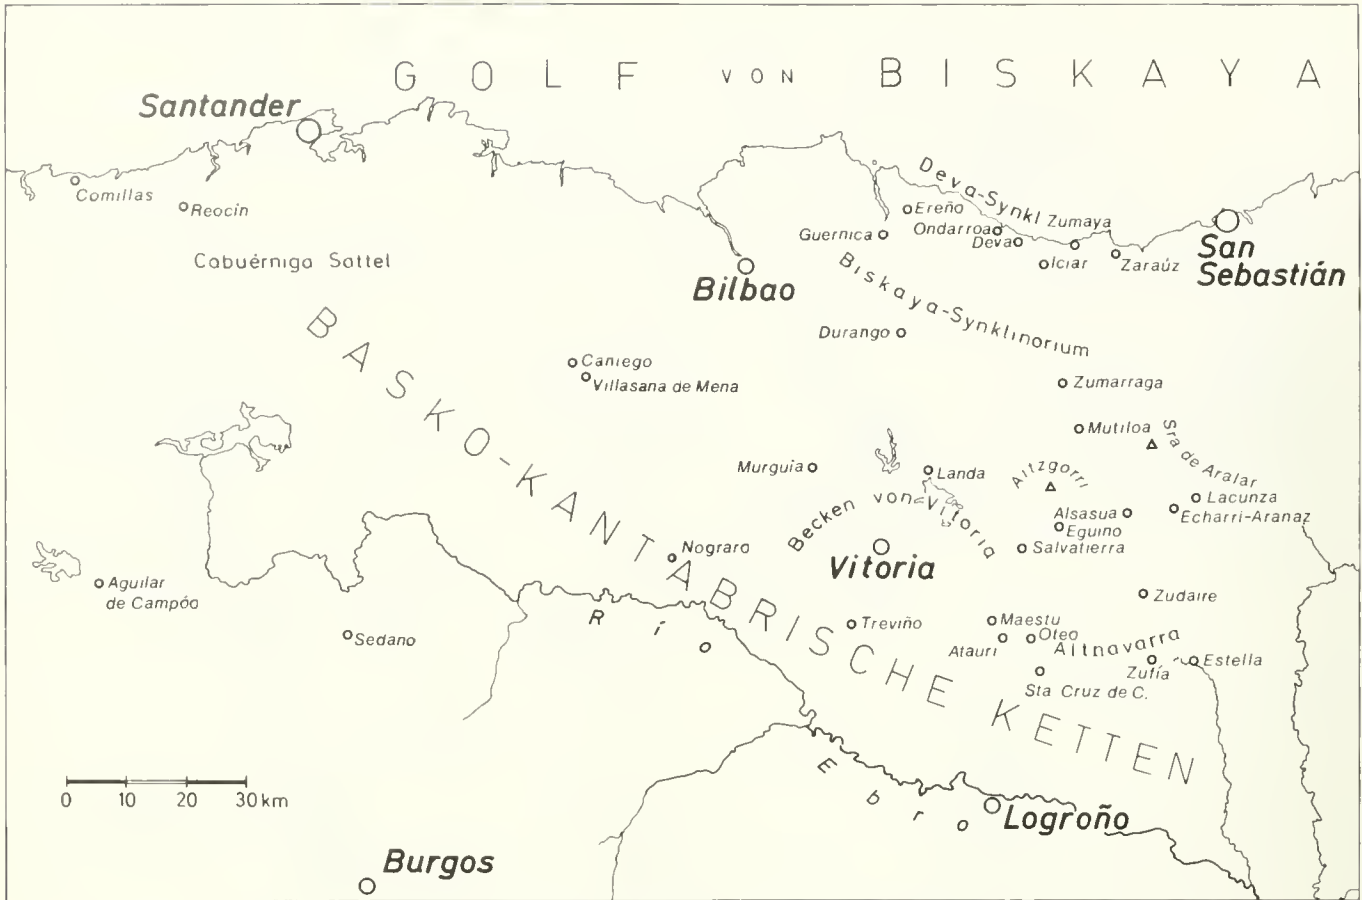 GOLF VON BISKAYA
Santander
Comillas
Reocín
Cabuérniga Sattel
Deva-Synkl
Ereño
Zumaya
Guernica
Ondarroa
Deva
Iciar
Zaraúz
San
Sebastián
Bilbao
Biskaya-Synklinorium
Durango
BASKO-KANTABRISCHE KETTEN
Caniego
Villasana de Mena
Zumarraga
Mutiloa
Sra de Aralar
Murguia
Landa
Aitzgorri
Lacunza
Echarri-Aranaz
Alsasua
Eguino
Salvatierra
Becken von Vitoria
Vitoria
Nograro
Aguilar
de Campóo
Sedano
Zudaire
Treviño
Maestu
Atauri
Oteo
Altnavarra
Zufía
Estella
Sta Cruz de C.
Río
Ebro
0 10 20 30 km
Logroño
Burgos